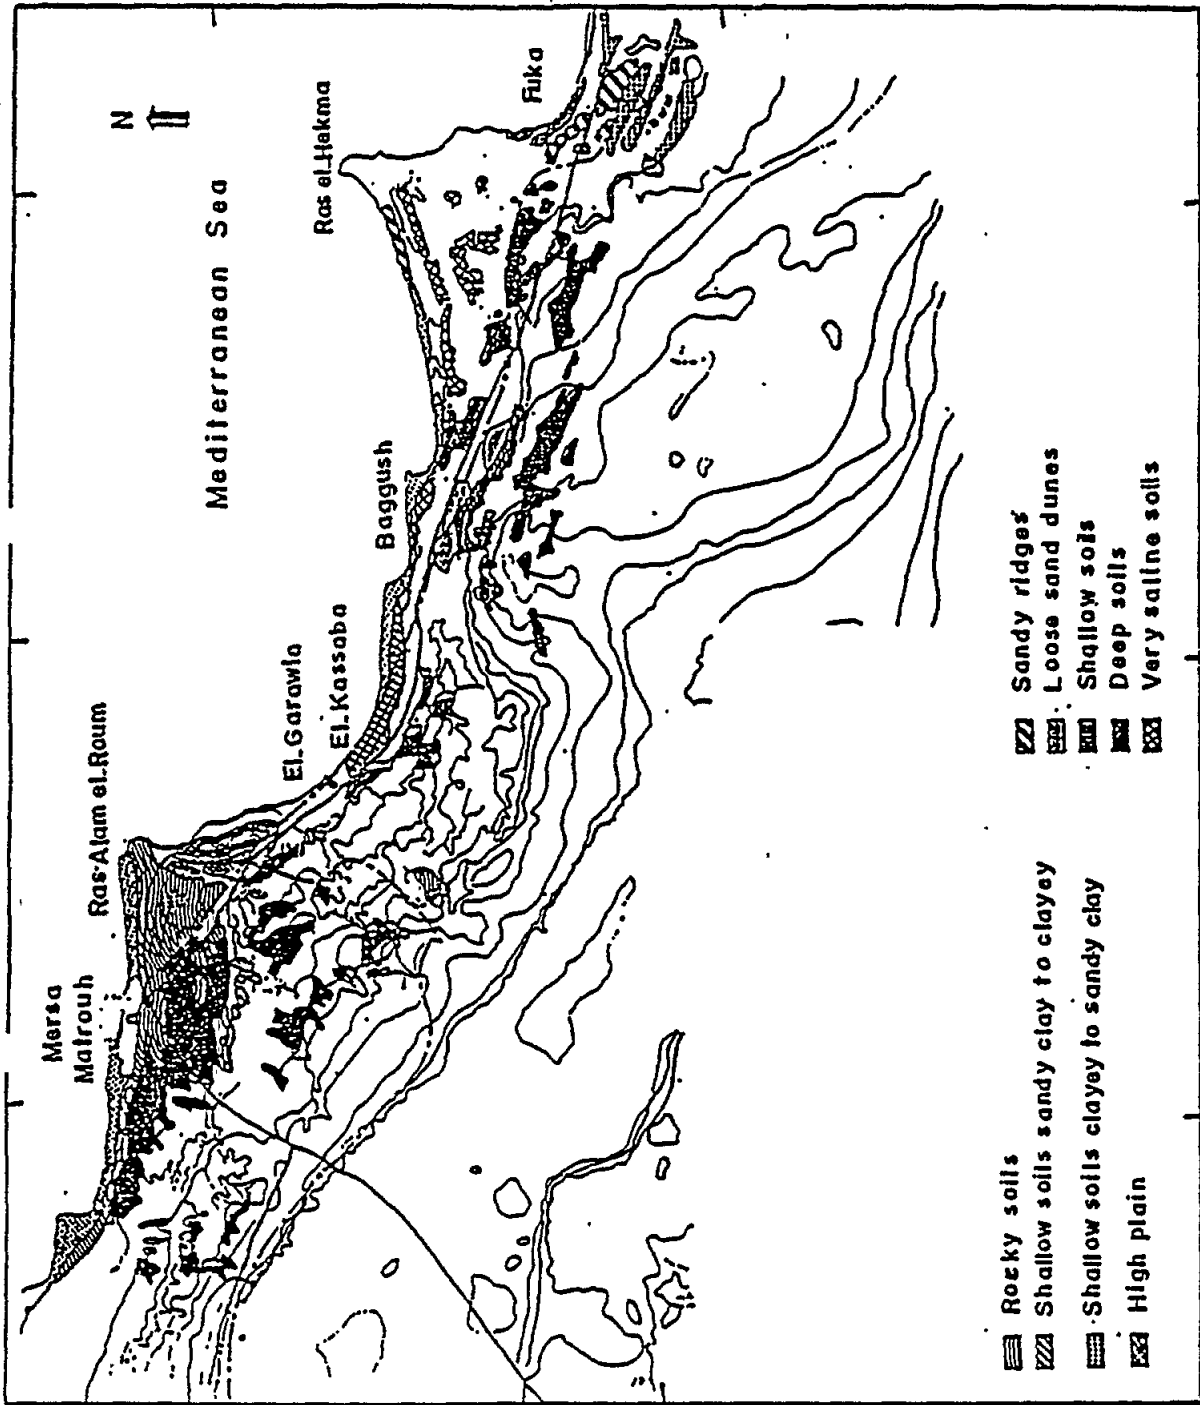 N
Mediterranean Sea
Mersa
Matrouh
Ras Alam el.Roum
El.Garawla
El.Kassaba
Baggush
Ras el.Hakma
Fuka
Rocky soils
Shallow soils sandy clay to clayey
Shallow soils clayey to sandy clay
High plain
Sandy ridges
Loose sand dunes
Shallow soils
Deep soils
Very saline soils